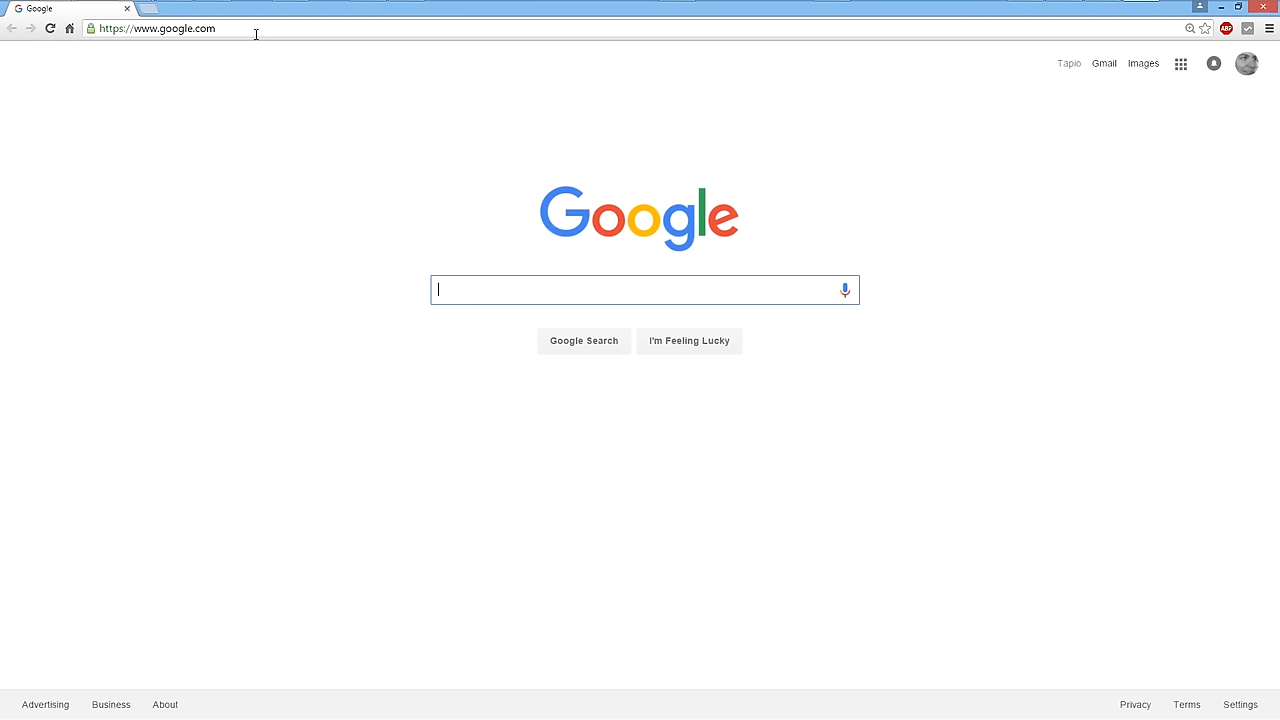 Google
https://www.google.com
ABP
Tapio Gmail Images
Google
Google Search I'm Feeling Lucky
Advertising Business About Privacy Terms Settings